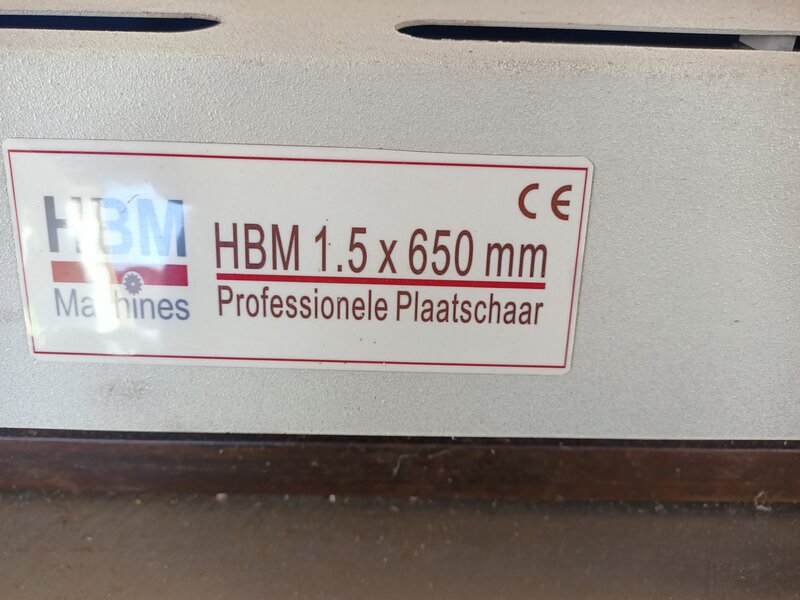 CE
HBM
Machines
HBM 1.5 x 650 mm
Professionele Plaatschaar